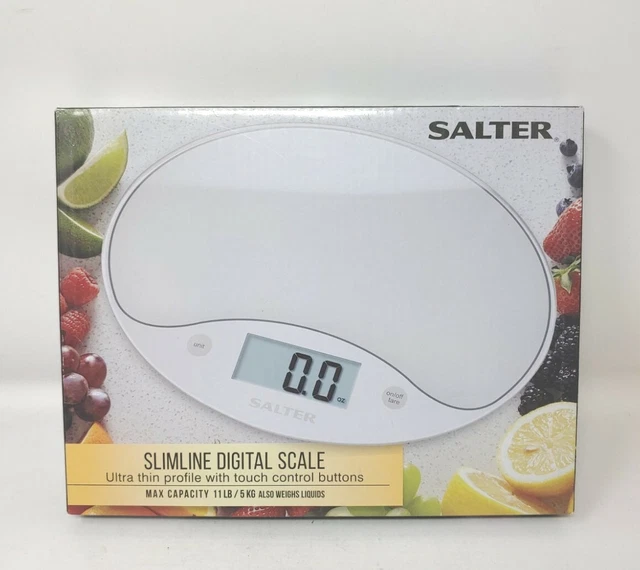 SALTER
unit
0.0 oz
on/off
tare
SALTER
SLIMLINE DIGITAL SCALE
Ultra thin profile with touch control buttons
MAX CAPACITY 11 LB / 5 KG ALSO WEIGHS LIQUIDS